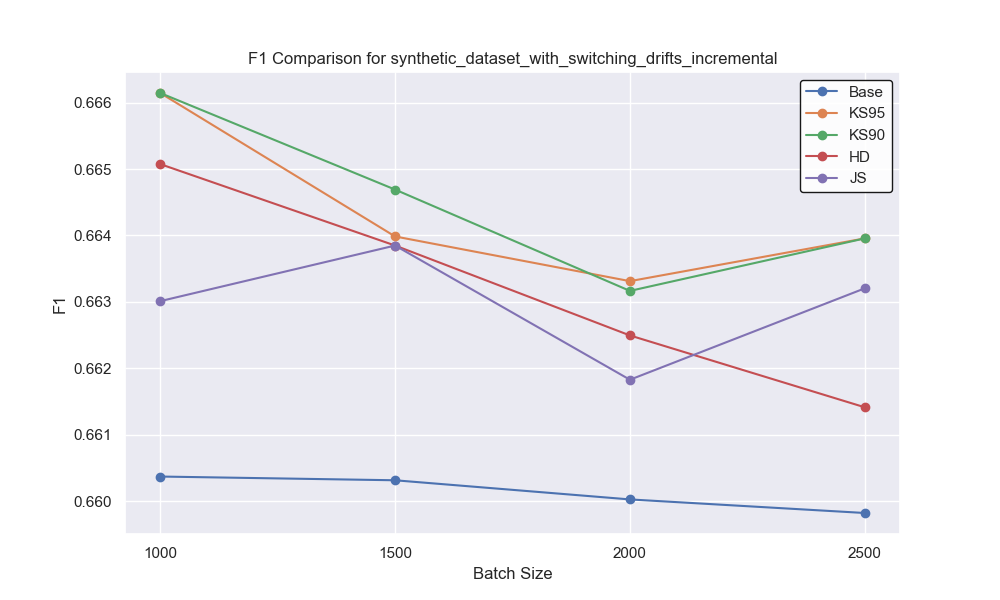 F1 Comparison for synthetic_dataset_with_switching_drifts_incremental
Base
KS95
KS90
HD
JS
0.666
0.665
0.664
0.663
0.662
0.661
0.660
F1
1000
1500
2000
2500
Batch Size